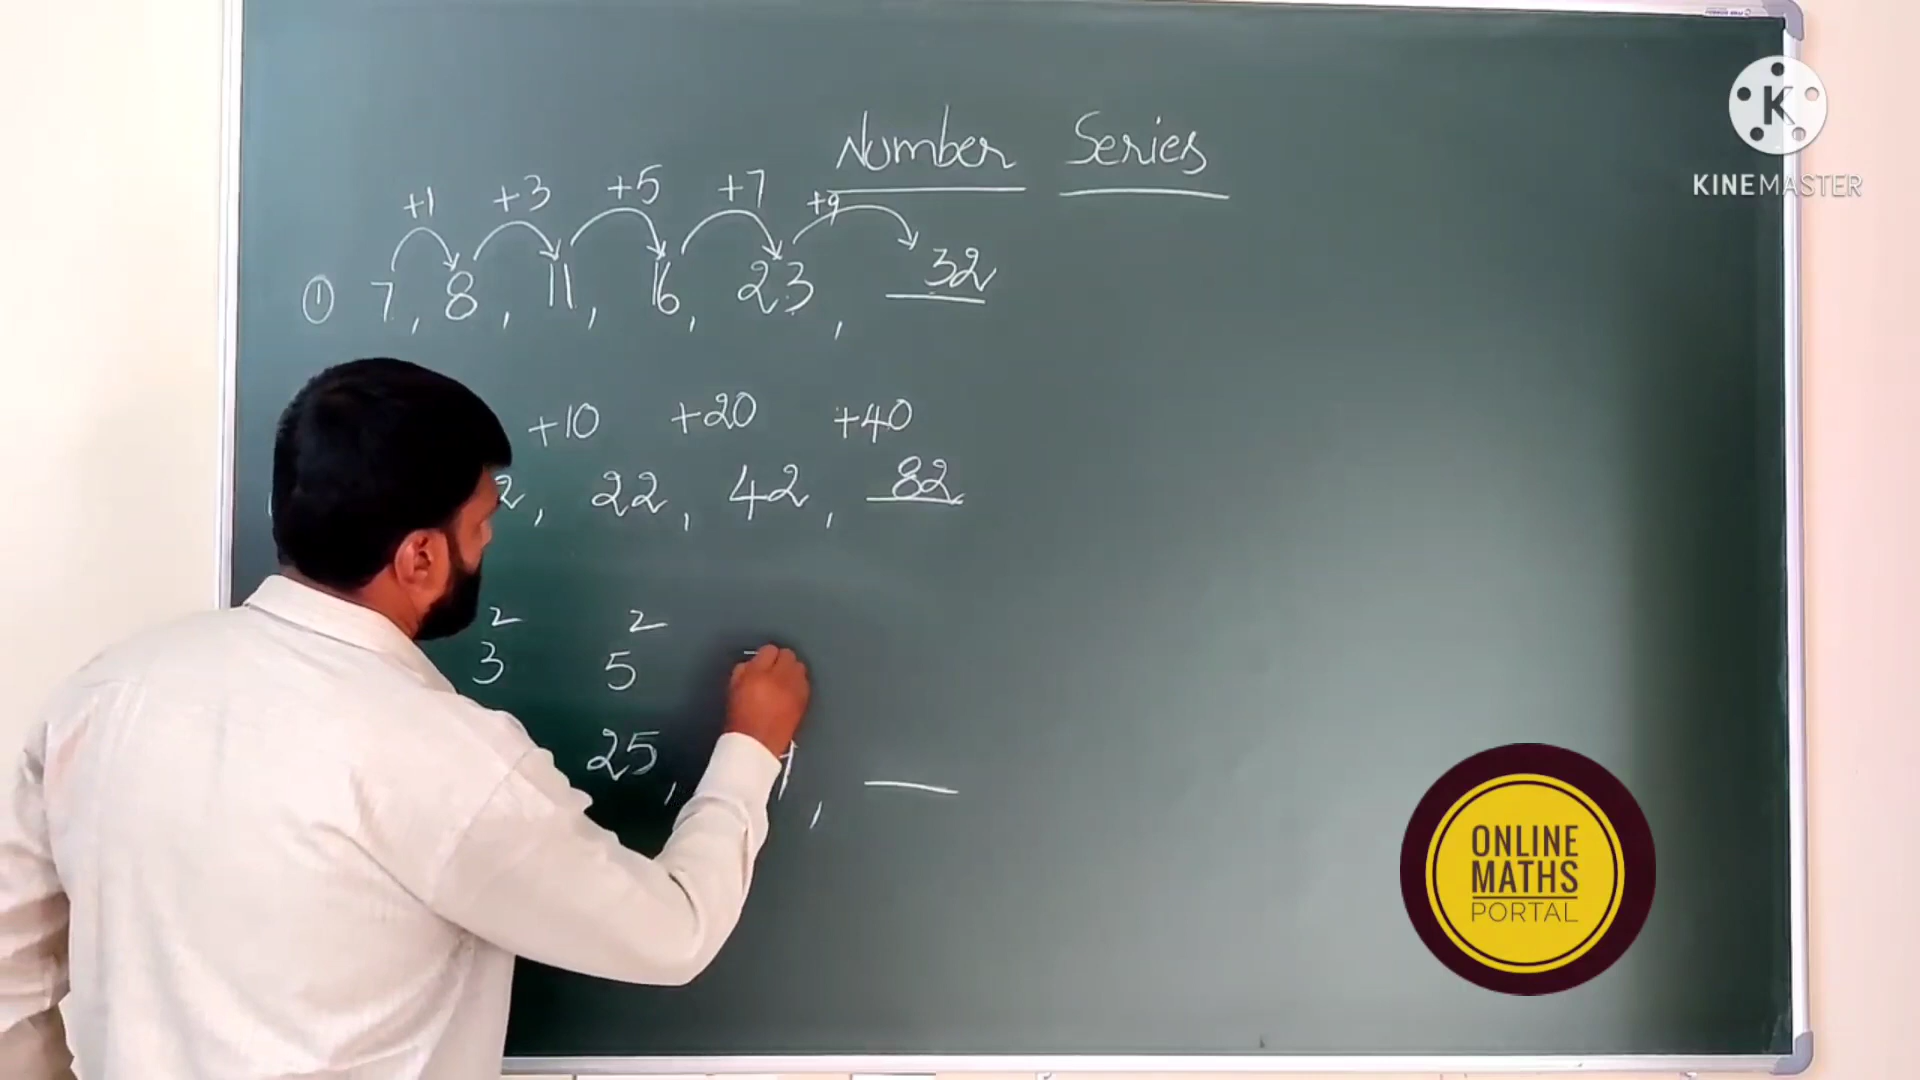 Number Series
+1 +3 +5 +7 +9
① 7, 8, 11, 16, 23, 32
+10 +20 +40
2, 22, 42, 82
3² 5²
25, ,
K
KINEMASTER
ONLINE
MATHS
PORTAL